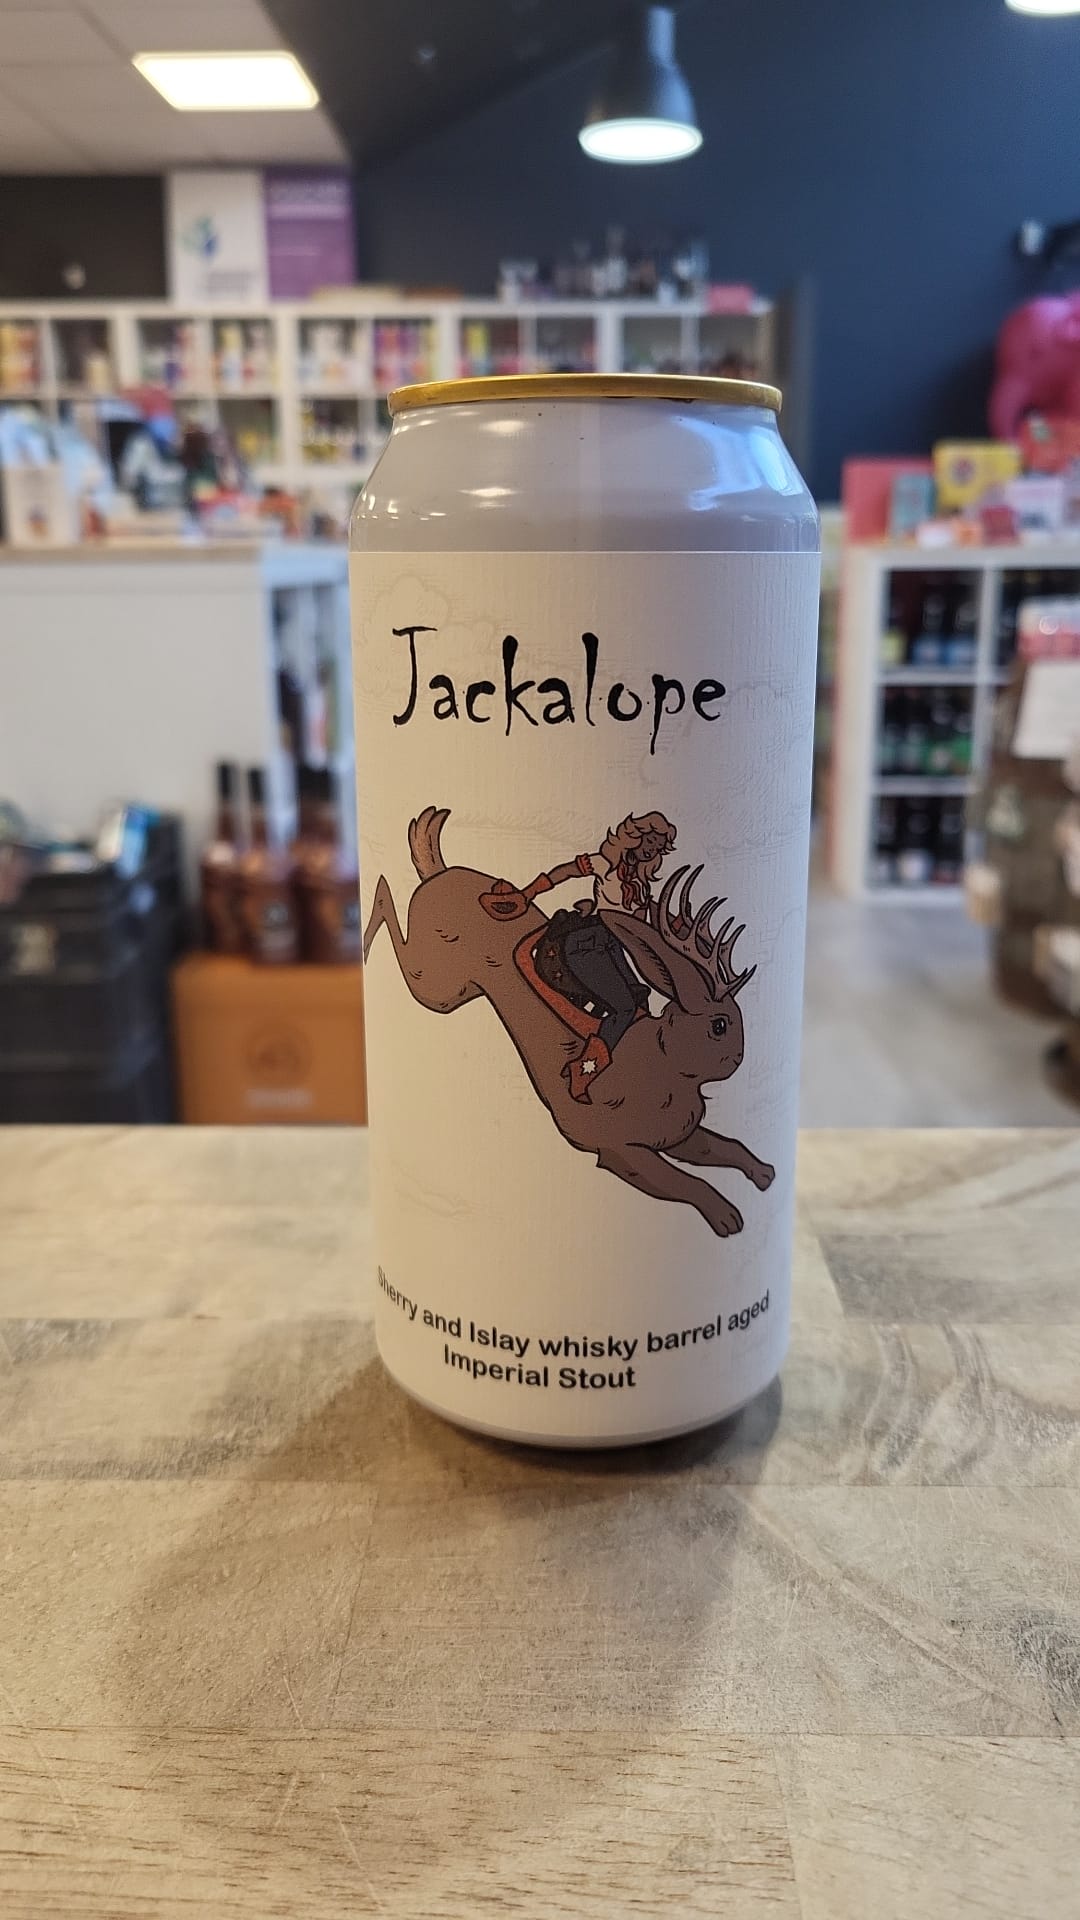 Jackalope
Sherry and Islay whisky barrel aged
Imperial Stout